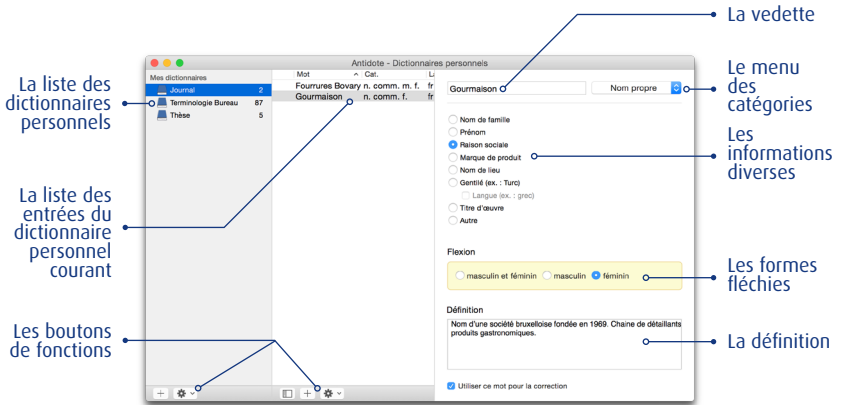 La vedette
Antidote - Dictionnaires personnels
La liste des
dictionnaires
personnels
Mes dictionnaires
Journal 2
Terminologie Bureau 87
Thèse 5
Mot Cat.
Fourrures Bovary n. comm. m. f. fr
Gourmaison n. comm. f. fr
Gourmaison Nom propre
Le menu
des
catégories
Nom de famille
Prénom
Raison sociale
Marque de produit
Nom de lieu
Gentilé (ex. : Turc)
Langue (ex. : grec)
Titre d'œuvre
Autre
Les
informations
diverses
La liste des
entrées du
dictionnaire
personnel
courant
Flexion
masculin et féminin masculin féminin
Les formes
fléchies
Définition
Nom d'une société bruxelloise fondée en 1969. Chaine de détaillants
produits gastronomiques.
La définition
Les boutons
de fonctions
Utiliser ce mot pour la correction